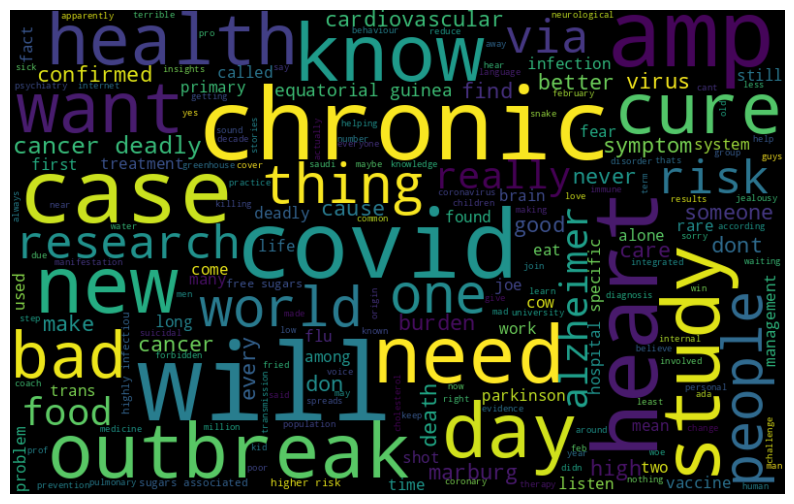 apparently
terrible
pro
cardiovascular
neurological
fact
health
behaviour
reduce
know
away
via
amp
sick
insights
say
hear
infection
confirmed
called
language
better
virus
still
psychiatry
internet
primary
equatorial guinea
find
february
less
want
getting
cant
chronic
cure
yes
snake
old
cancer deadly
sound
stories
actually
helping
fear
symptom
system
help
decade
number
everyone
first
treatment
greenhouse
cover
saudi
maybe
knowledge
never
disorder
thats
group
case
thing
really
risk
guys
practice
coronavirus
term
always
near
killing
common
deadly
cause
children
brain
love
immune
results
jealousy
water
found
making
good
someone
research
covid
alzheimer
rare
according
due
life
eat
sorry
alone
dont
manifestation
come
many
join
specific
heart
care
integrated
waiting
used
new
men
free sugars
joe
cow
win
step
world
one
origin
give
learn
hospital
study
people
diagnosis
management
make
long
low
made
mad
university
burden
work
suicidal
known
internal
bad
cancer
flu
every
forbidden
among
need
believe
involved
highly infectious
will
fried
voice
trans
coach
don
parkinson
personal
transmission
said
may
now
least
ada
food
spreads
cholesterol
death
right
evidence
mean
change
day
problem
medicine
million
population
keep
around
high
two
challenge
man
outbreak
prof
kid
shot
feb
year
woe
didn
nothing
poor
marburg
listen
vaccine
prevention
pulmonary
sugars associated
higher risk
time
coronary
therapy
human